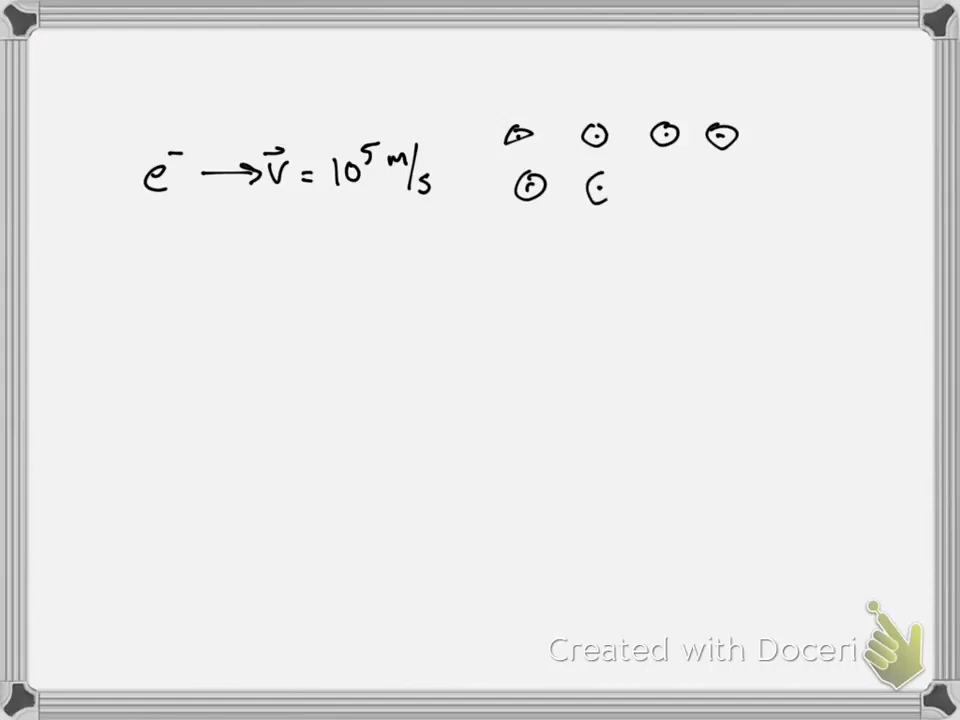 e⁻ → v⃗ = 10⁵ m/s
⊙ ⊙ ⊙ ⊙
⊙ ⊙
Created with Doceri